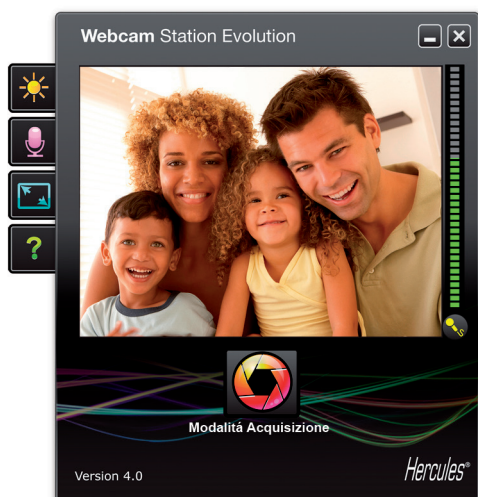 Webcam Station Evolution
?
S
Modalitá Acquisizione
Version 4.0
Hercules®